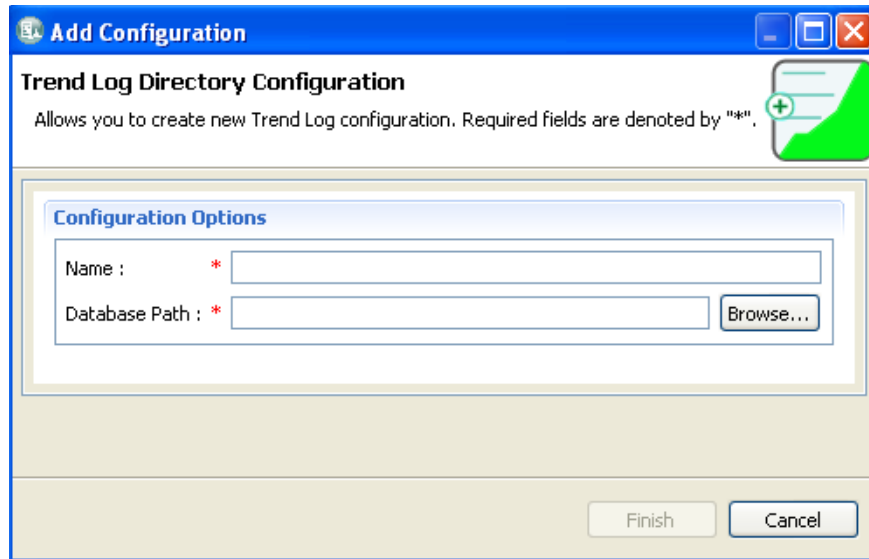 Add Configuration
Trend Log Directory Configuration
Allows you to create new Trend Log configuration. Required fields are denoted by "*".
Configuration Options
Name : *
Database Path : * Browse...
Finish Cancel